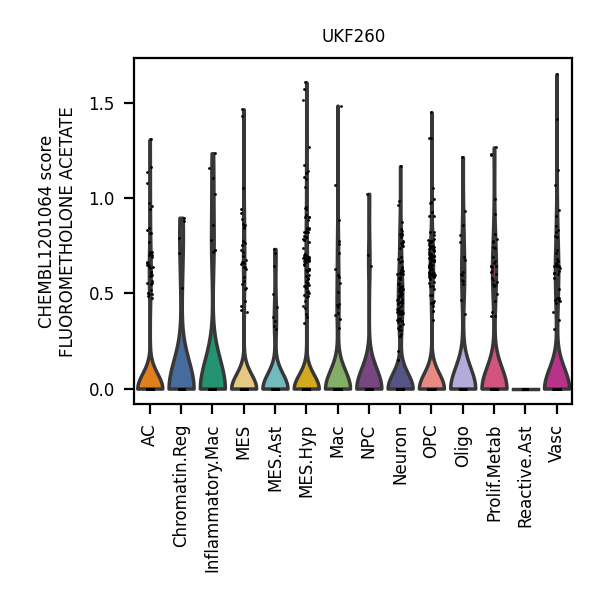 UKF260
CHEMBL1201064 score
FLUOROMETHOLONE ACETATE
1.5
1.0
0.5
0.0
AC
Chromatin.Reg
Inflammatory.Mac
MES
MES.Ast
MES.Hyp
Mac
NPC
Neuron
OPC
Oligo
Prolif.Metab
Reactive.Ast
Vasc